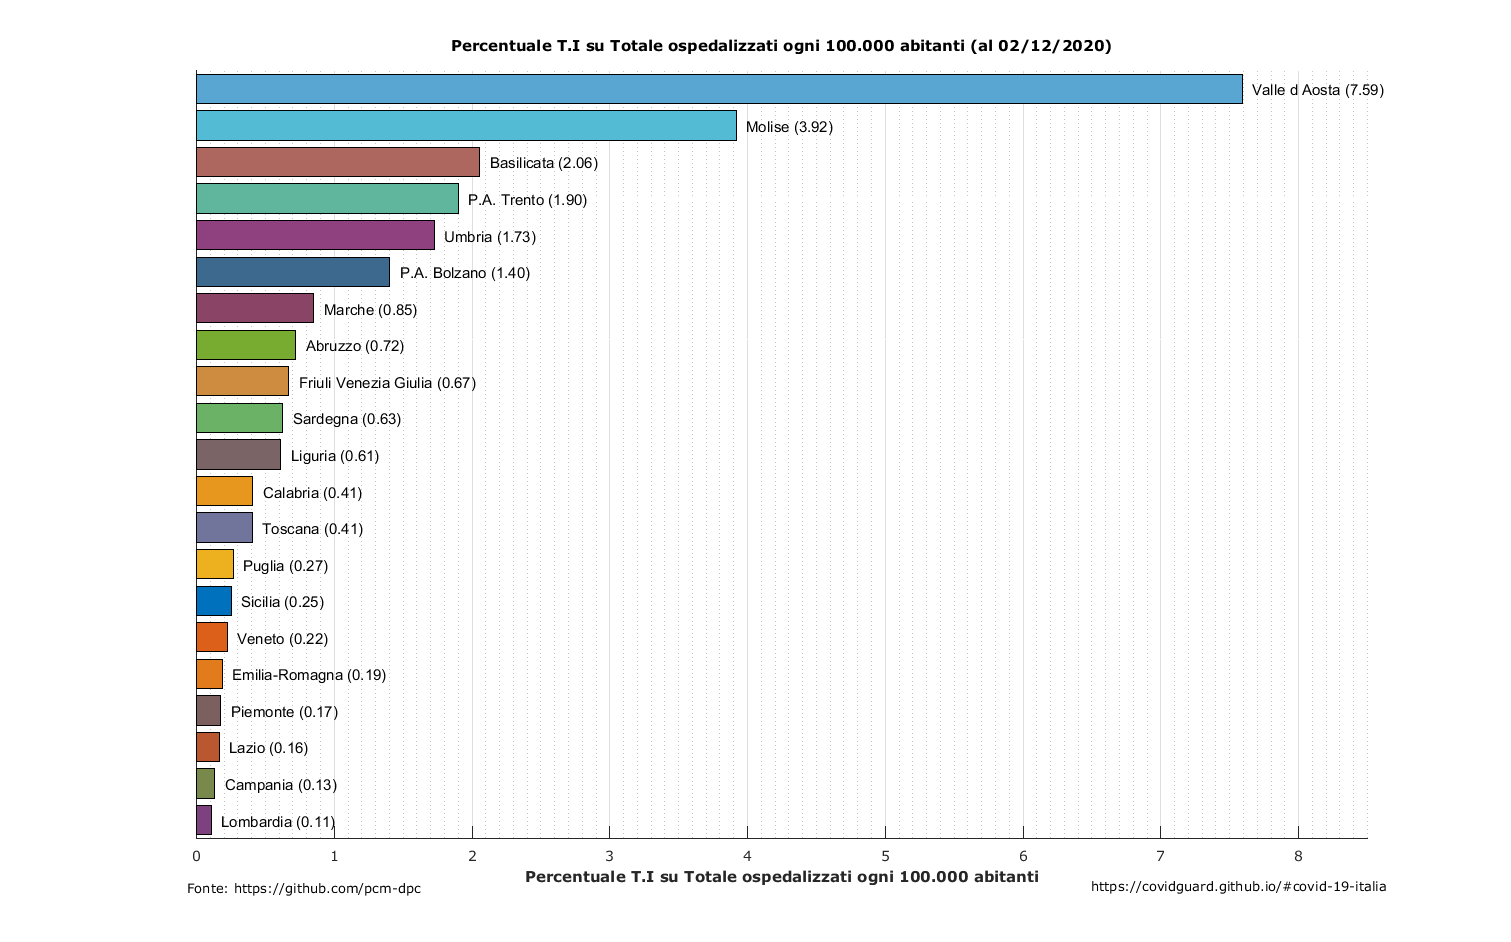 Percentuale T.I su Totale ospedalizzati ogni 100.000 abitanti (al 02/12/2020)
Valle d Aosta (7.59)
Molise (3.92)
Basilicata (2.06)
P.A. Trento (1.90)
Umbria (1.73)
P.A. Bolzano (1.40)
Marche (0.85)
Abruzzo (0.72)
Friuli Venezia Giulia (0.67)
Sardegna (0.63)
Liguria (0.61)
Calabria (0.41)
Toscana (0.41)
Puglia (0.27)
Sicilia (0.25)
Veneto (0.22)
Emilia-Romagna (0.19)
Piemonte (0.17)
Lazio (0.16)
Campania (0.13)
Lombardia (0.11)
0 1 2 3 4 5 6 7 8
Percentuale T.I su Totale ospedalizzati ogni 100.000 abitanti
Fonte: https://github.com/pcm-dpc
https://covidguard.github.io/#covid-19-italia